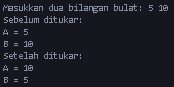 Masukkan dua bilangan bulat: 5 10
Sebelum ditukar:
A = 5
B = 10
Setelah ditukar:
A = 10
B = 5